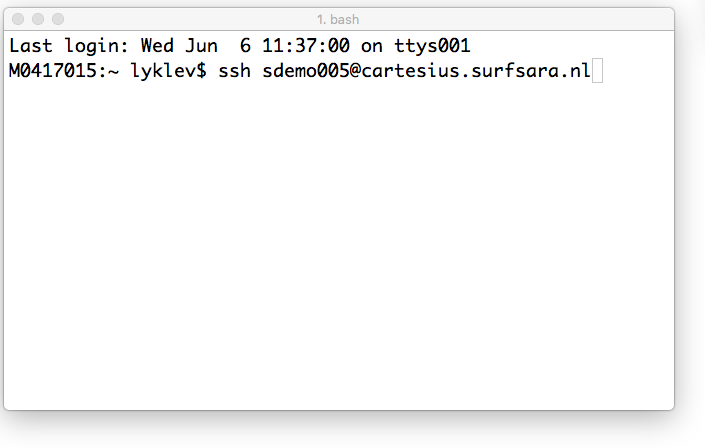 1. bash
Last login: Wed Jun  6 11:37:00 on ttys001
M0417015:~ lyklev$ ssh sdemo005@cartesius.surfsara.nl